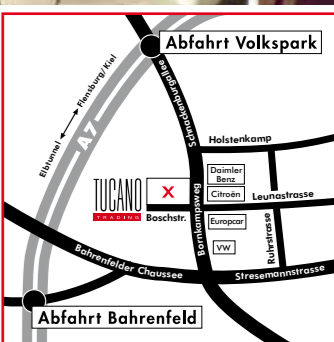 Abfahrt Volkspark
Schnackenburgallee
Elbtunnel ↔ Flensburg/Kiel
A7
Holstenkamp
Daimler
Benz
Citroën
Leunastrasse
TUCANO
TRADING
X
Boschstr.
Bornkampsweg
Europcar
VW
Ruhrstrasse
Bahrenfelder Chaussee
Stresemannstrasse
Abfahrt Bahrenfeld